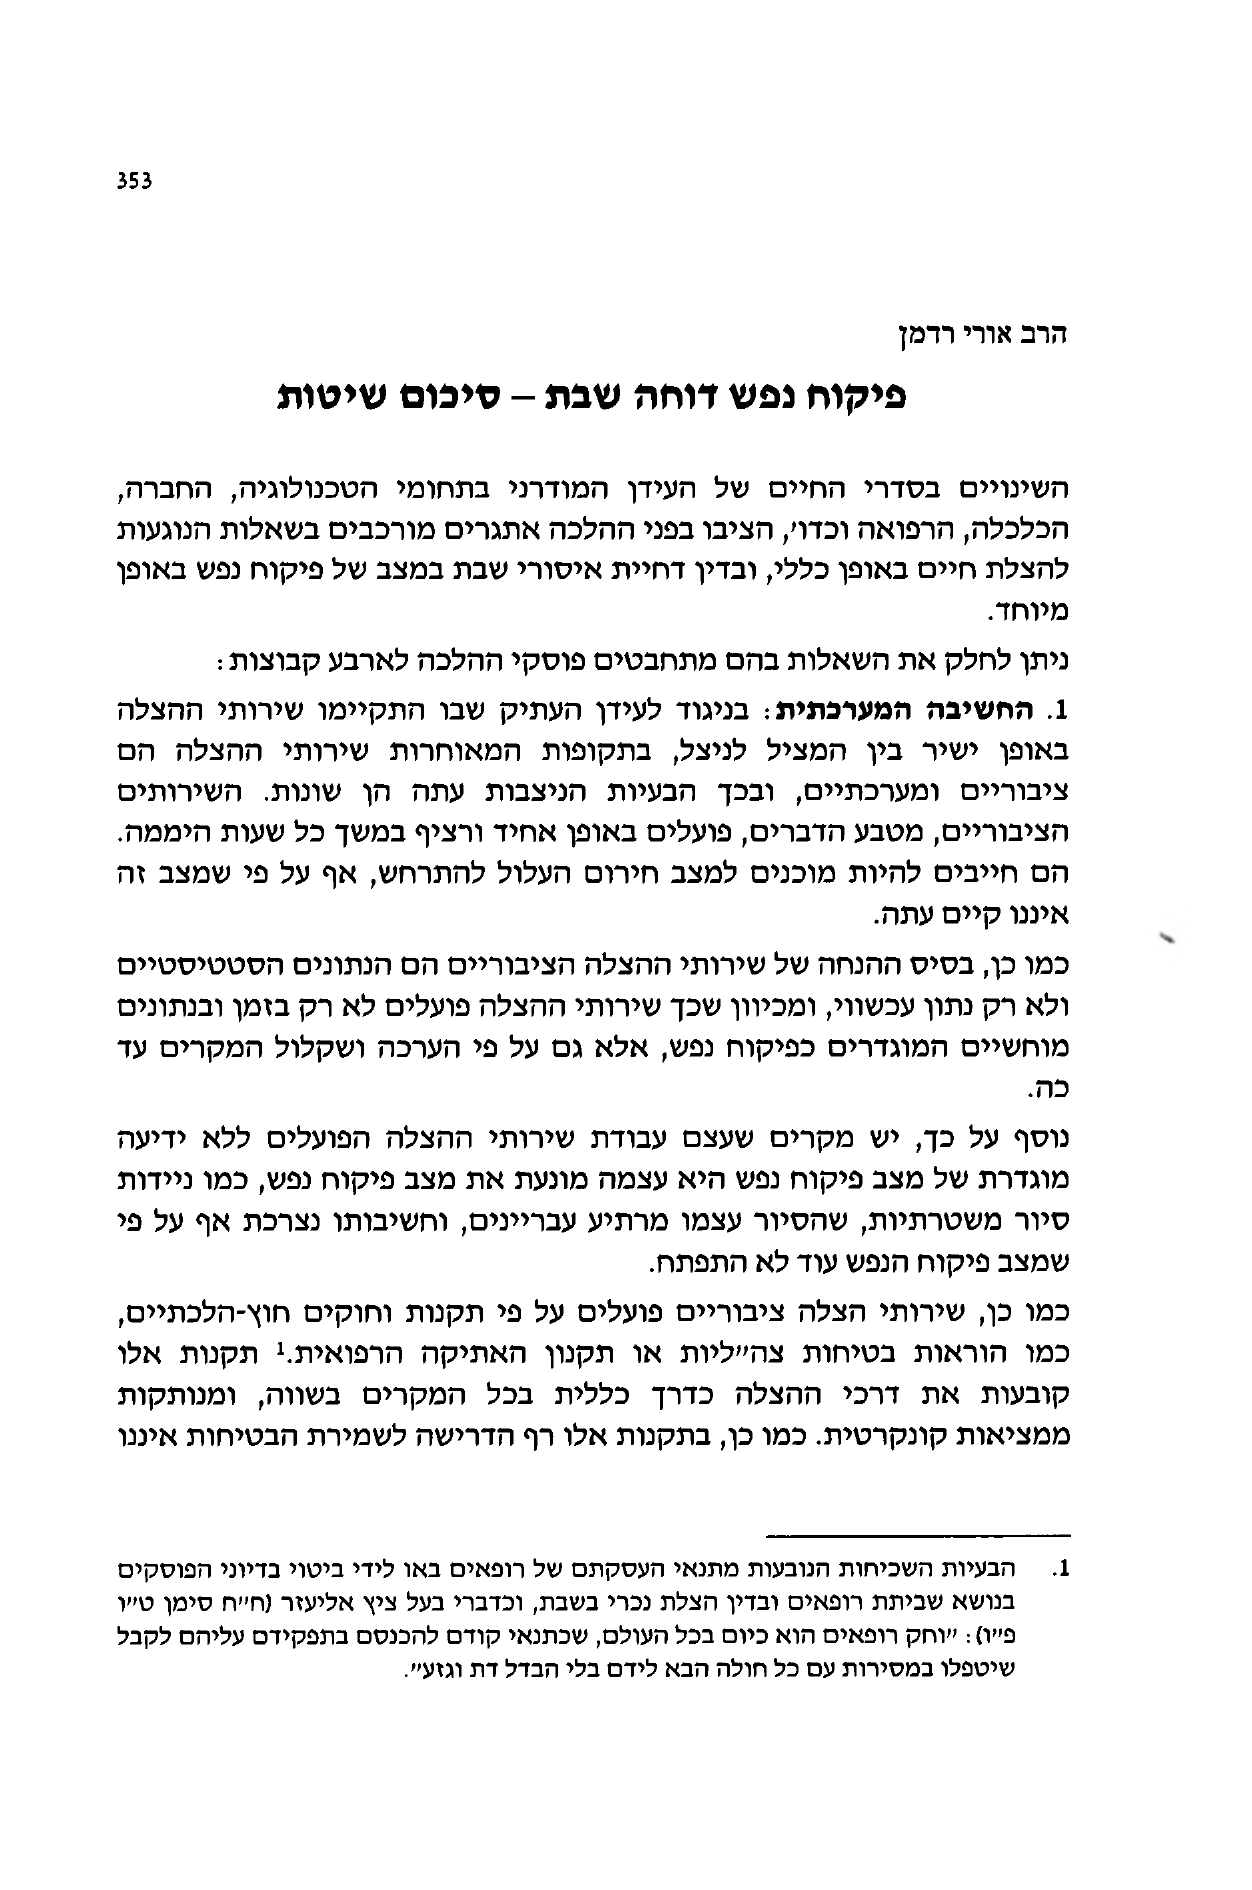 353
הרב אורי רדמן
פיקוח נפש דוחה שבת – סיכום שיטות
השינויים בסדרי החיים של העידן המודרני בתחומי הטכנולוגיה, החברה,
הכלכלה, הרפואה וכדו', הציבו בפני ההלכה אתגרים מורכבים בשאלות הנוגעות
להצלת חיים באופן כללי, ובדין דחיית איסורי שבת במצב של פיקוח נפש באופן
מיוחד.
ניתן לחלק את השאלות בהם מתחבטים פוסקי ההלכה לארבע קבוצות:
1. החשיבה המערכתית: בניגוד לעידן העתיק שבו התקיימו שירותי ההצלה
באופן ישיר בין המציל לניצל, בתקופות המאוחרות שירותי ההצלה הם
ציבוריים ומערכתיים, ובכך הבעיות הניצבות עתה הן שונות. השירותים
הציבוריים, מטבע הדברים, פועלים באופן אחיד ורציף במשך כל שעות היממה.
הם חייבים להיות מוכנים למצב חירום העלול להתרחש, אף על פי שמצב זה
איננו קיים עתה.
כמו כן, בסיס ההנחה של שירותי ההצלה הציבוריים הם הנתונים הסטטיסטיים
ולא רק נתון עכשווי, ומכיוון שכך שירותי ההצלה פועלים לא רק בזמן ובנתונים
מוחשיים המוגדרים כפיקוח נפש, אלא גם על פי הערכה ושקלול המקרים עד
כה.
נוסף על כך, יש מקרים שעצם עבודת שירותי ההצלה הפועלים ללא ידיעה
מוגדרת של מצב פיקוח נפש היא עצמה מונעת את מצב פיקוח נפש, כמו ניידות
סיור משטרתיות, שהסיור עצמו מרתיע עבריינים, וחשיבותו נצרכת אף על פי
שמצב פיקוח הנפש עוד לא התפתח.
כמו כן, שירותי הצלה ציבוריים פועלים על פי תקנות וחוקים חוץ-הלכתיים,
כמו הוראות בטיחות צה"ליות או תקנון האתיקה הרפואית.1 תקנות אלו
קובעות את דרכי ההצלה כדרך כללית בכל המקרים בשווה, ומנותקות
ממציאות קונקרטית. כמו כן, בתקנות אלו רף הדרישה לשמירת הבטיחות איננו
1. הבעיות השכיחות הנובעות מתנאי העסקתם של רופאים באו לידי ביטוי בדיוני הפוסקים
בנושא שביתת רופאים ובדין הצלת נכרי בשבת, וכדברי בעל ציץ אליעזר (ח"ח סימן ט"ו
פ"ו): "וחק רופאים הוא כיום בכל העולם, שכתנאי קודם להכנסם בתפקידם עליהם לקבל
שיטפלו במסירות עם כל חולה הבא לידם בלי הבדל דת וגזע".